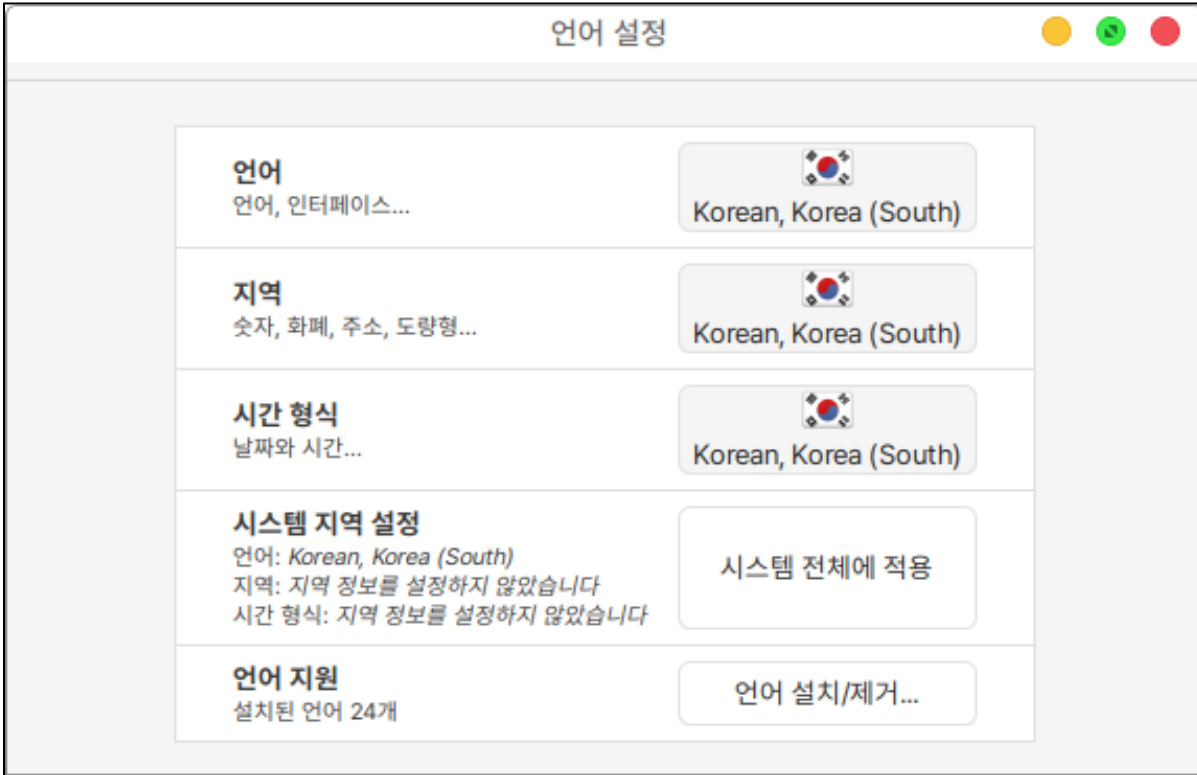 언어 설정
언어
언어, 인터페이스...
Korean, Korea (South)
지역
숫자, 화폐, 주소, 도량형...
Korean, Korea (South)
시간 형식
날짜와 시간...
Korean, Korea (South)
시스템 지역 설정
언어: Korean, Korea (South)
지역: 지역 정보를 설정하지 않았습니다
시간 형식: 지역 정보를 설정하지 않았습니다
시스템 전체에 적용
언어 지원
설치된 언어 24개
언어 설치/제거...